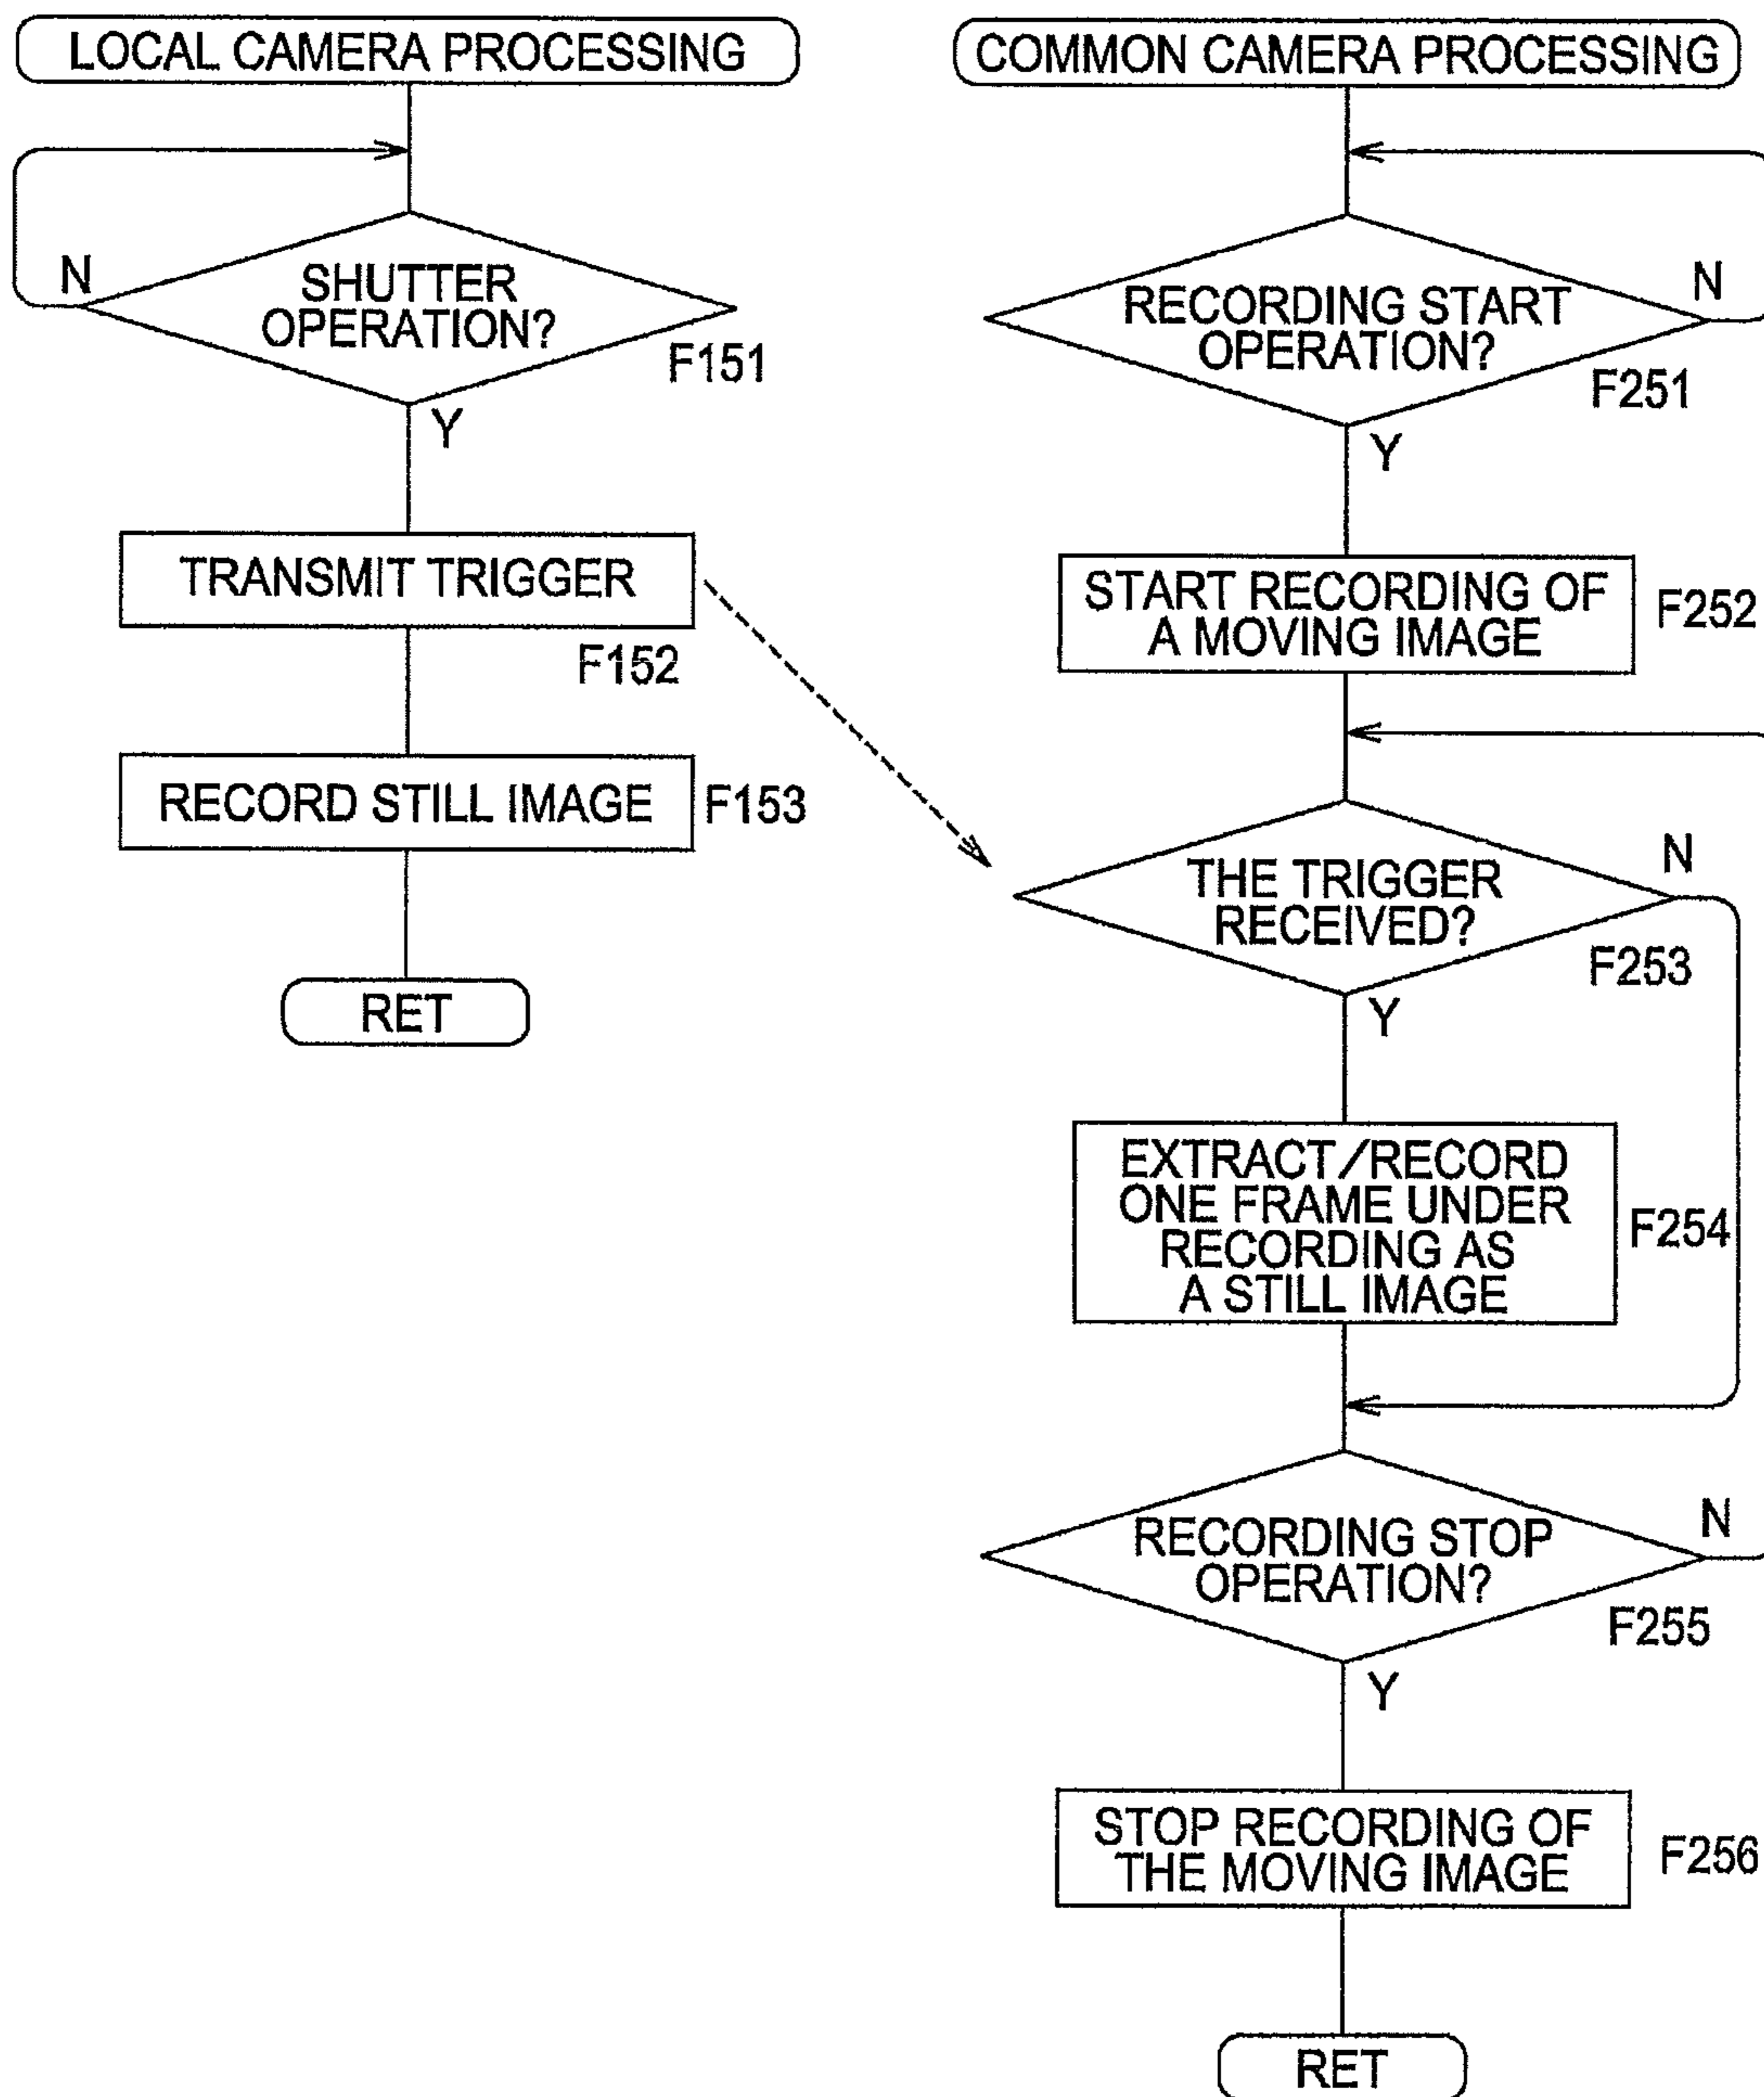 LOCAL CAMERA PROCESSING
N
SHUTTER
OPERATION?
F151
Y
TRANSMIT TRIGGER
F152
RECORD STILL IMAGE
F153
RET
COMMON CAMERA PROCESSING
RECORDING START
OPERATION?
N
F251
Y
START RECORDING OF
A MOVING IMAGE
F252
THE TRIGGER
RECEIVED?
N
F253
Y
EXTRACT/RECORD
ONE FRAME UNDER
RECORDING AS
A STILL IMAGE
F254
RECORDING STOP
OPERATION?
N
F255
Y
STOP RECORDING OF
THE MOVING IMAGE
F256
RET